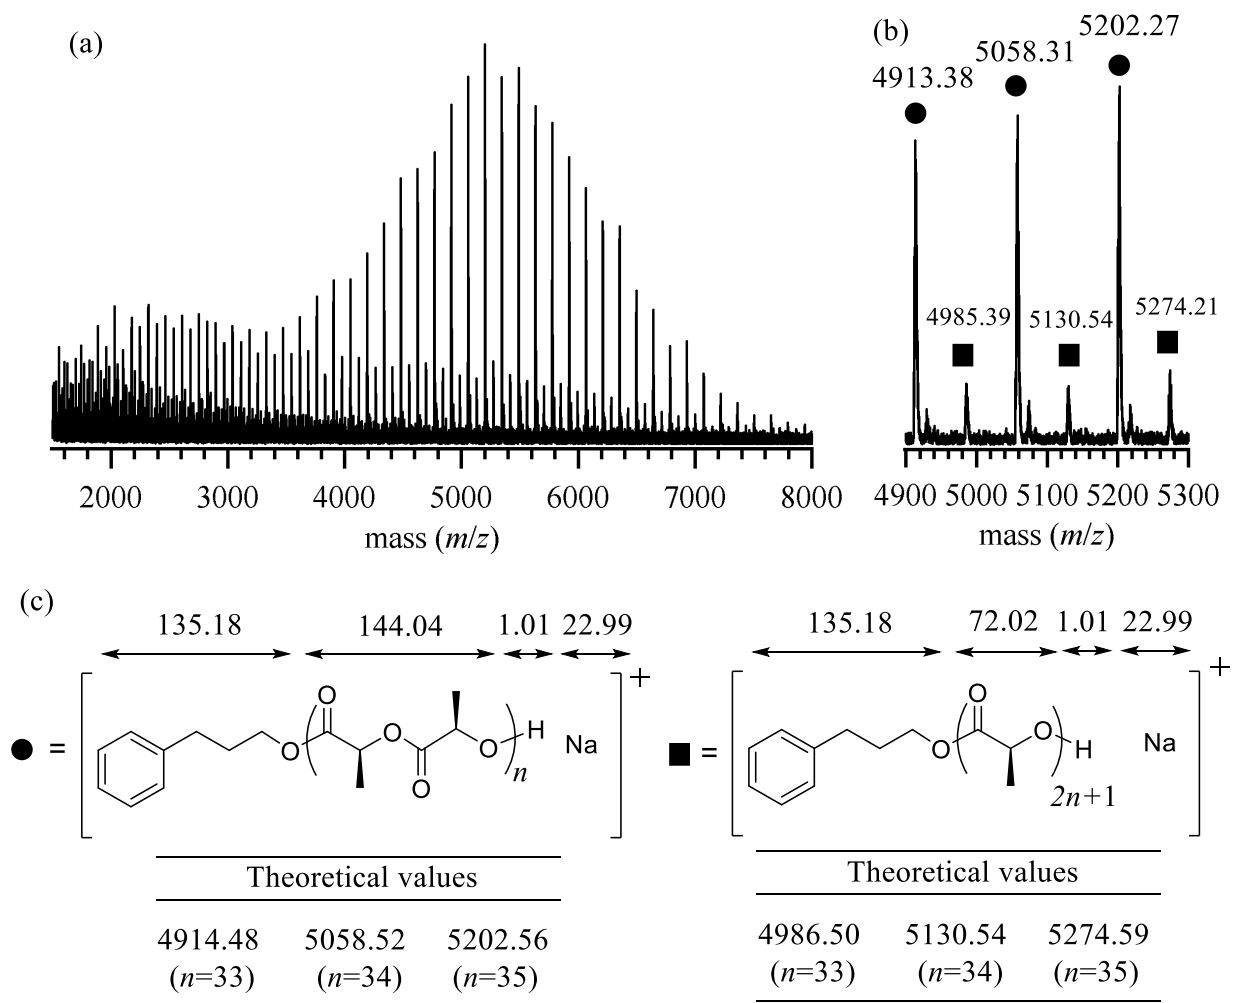 (a)
2000 3000 4000 5000 6000 7000 8000
mass (m/z)
(b)
4913.38
5058.31
5202.27
4985.39
5130.54
5274.21
4900 5000 5100 5200 5300
mass (m/z)
(c)
135.18 144.04 1.01 22.99
O O O O O H
n
Na
+
=
Theoretical values
4914.48 5058.52 5202.56
(n=33) (n=34) (n=35)
135.18 72.02 1.01 22.99
O O O H
2n+1
Na
+
=
Theoretical values
4986.50 5130.54 5274.59
(n=33) (n=34) (n=35)